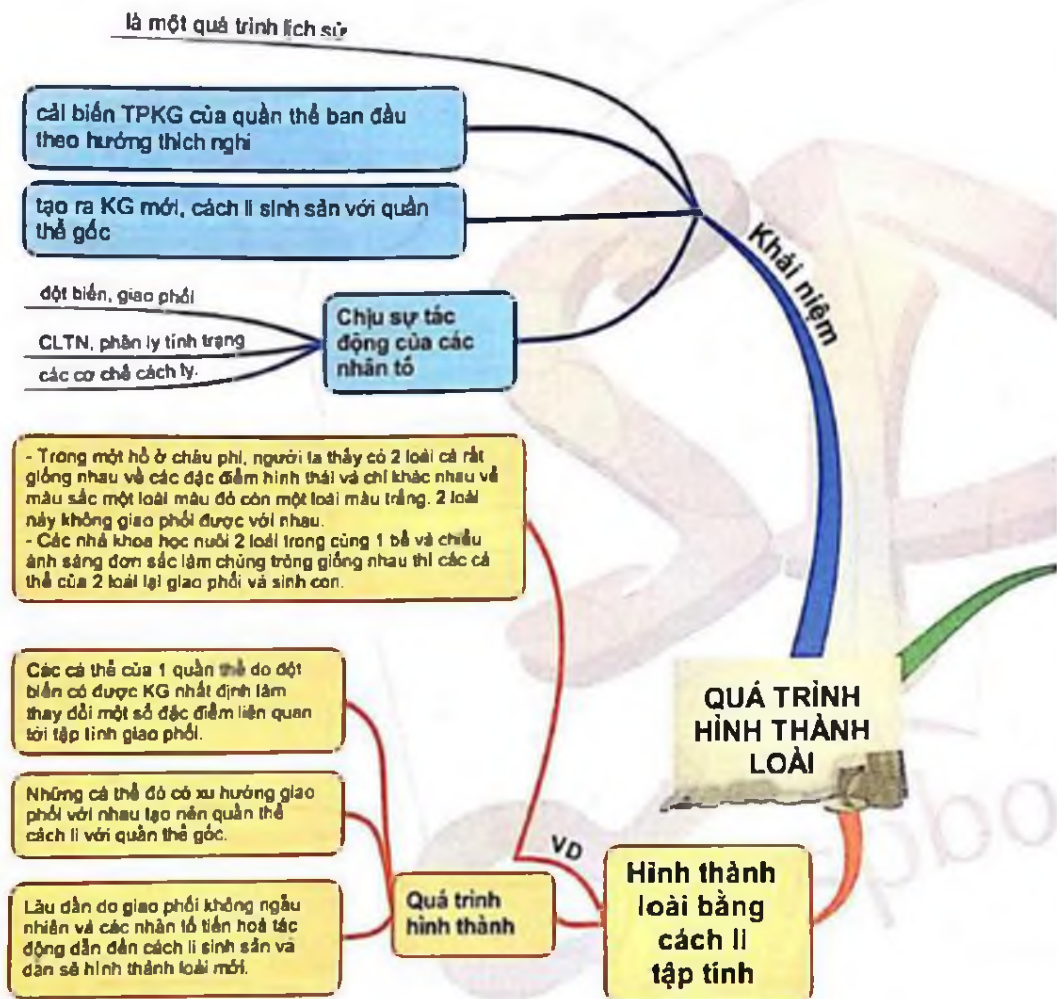 là một quá trình lịch sử
cải biến TPKG của quần thể ban đầu
theo hướng thích nghi
tạo ra KG mới, cách li sinh sản với quần
thể gốc
đột biến, giao phối
CLTN, phân ly tính trạng
các cơ chế cách ly.
Chịu sự tác
động của các
nhân tố
Khái niệm
- Trong một hồ ở châu phi, người ta thấy có 2 loài cá rất
giống nhau về các đặc điểm hình thái và chỉ khác nhau về
màu sắc một loài màu đỏ còn một loài màu trắng. 2 loài
này không giao phối được với nhau.
- Các nhà khoa học nuôi 2 loài trong cùng 1 bể và chiếu
ánh sáng đơn sắc làm chúng trông giống nhau thì các cá
thể của 2 loài lại giao phối và sinh con.
QUÁ TRÌNH
HÌNH THÀNH
LOÀI
Các cá thể của 1 quần thể do đột
biến có được KG nhất định làm
thay đổi một số đặc điểm liên quan
tới tập tính giao phối.
Những cá thể đó có xu hướng giao
phối với nhau tạo nên quần thể
cách li với quần thể gốc.
Lâu dần do giao phối không ngẫu
nhiên và các nhân tố tiến hoá tác
động dẫn đến cách li sinh sản và
dần sẽ hình thành loài mới.
Quá trình
hình thành
VD
Hình thành
loài bằng
cách li
tập tính